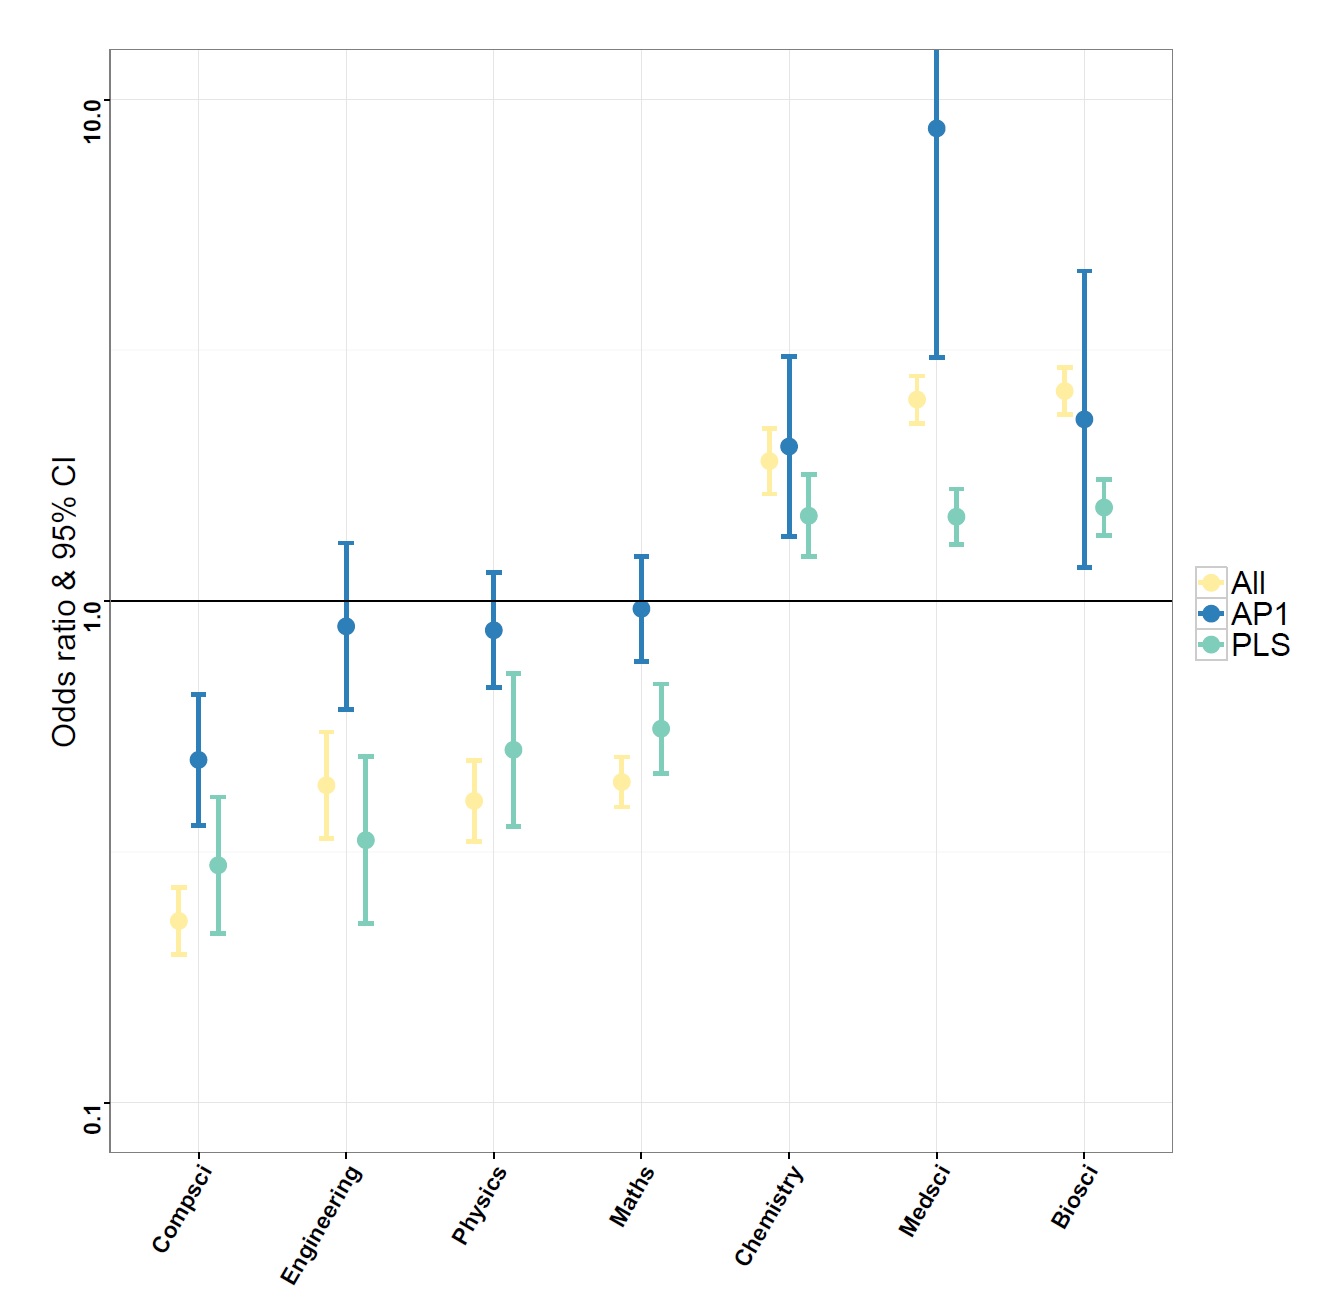 Odds ratio & 95% CI
10.0
1.0
0.1
Compsci
Engineering
Physics
Maths
Chemistry
Medsci
Biosci
All
AP1
PLS